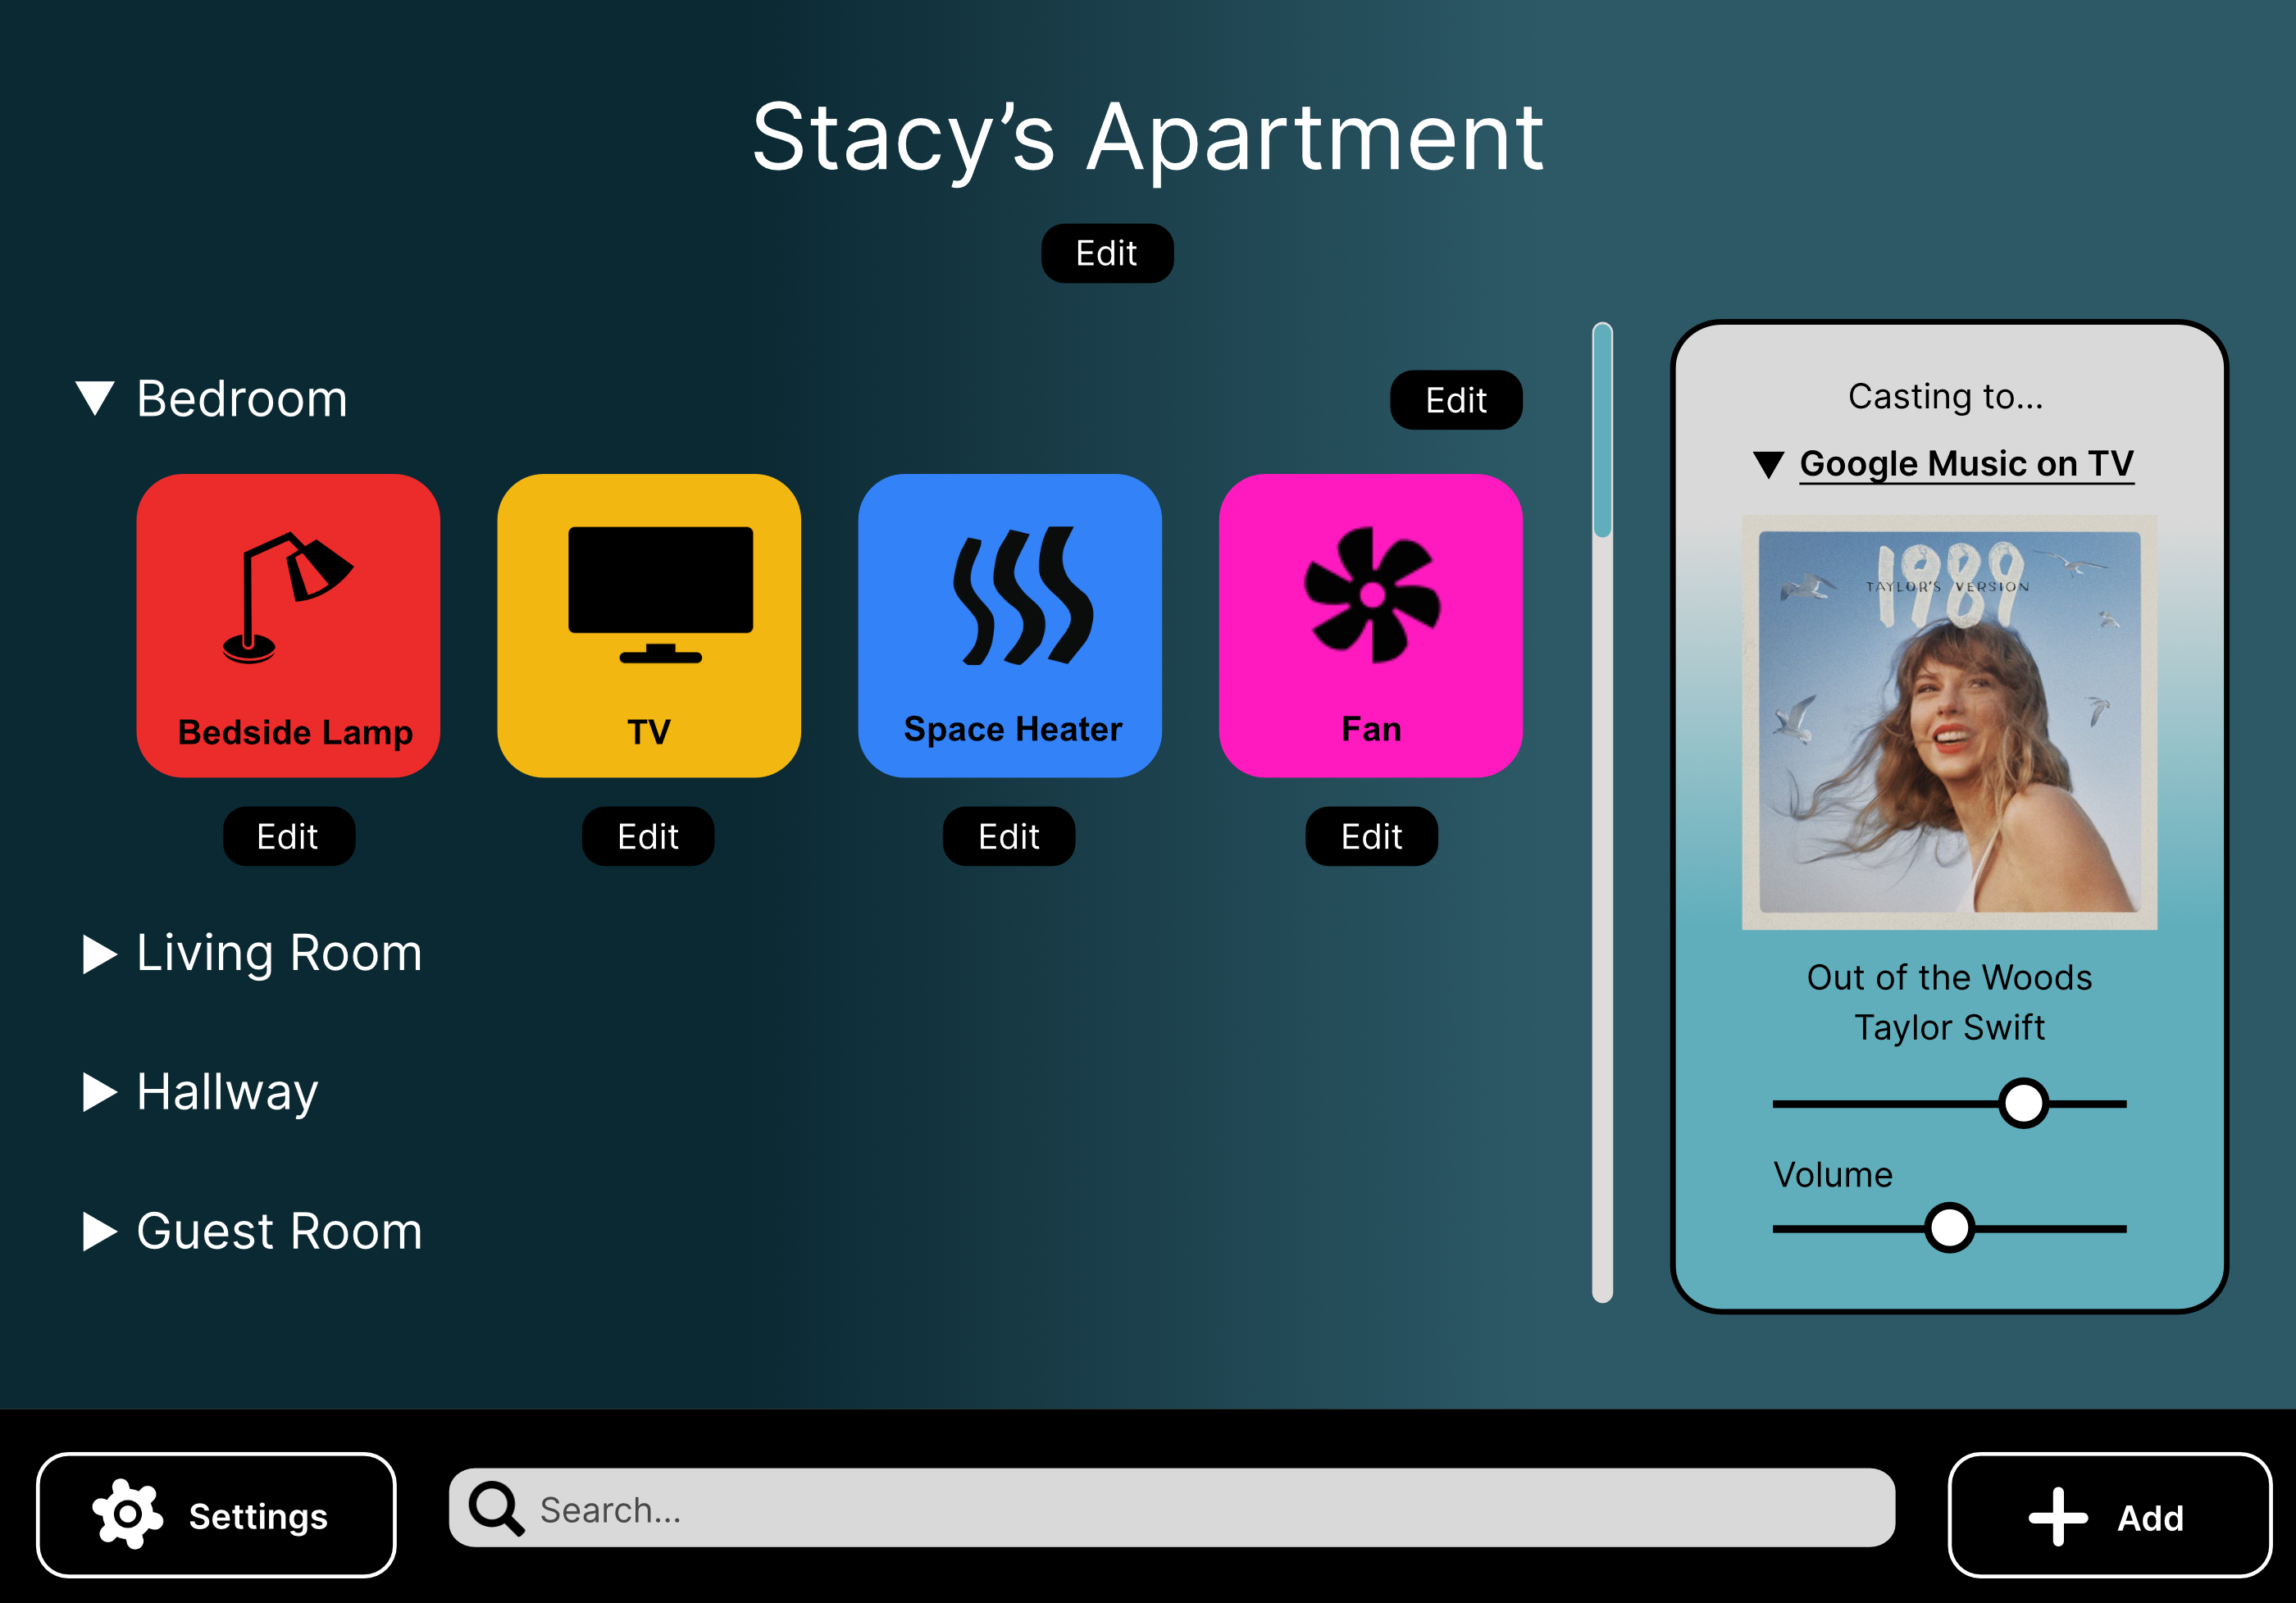 Stacy’s Apartment
Edit
Bedroom
Edit
Bedside Lamp
TV
Space Heater
Fan
Edit
Edit
Edit
Edit
Living Room
Hallway
Guest Room
Casting to...
Google Music on TV
1989
TAYLOR'S VERSION
Out of the Woods
Taylor Swift
Volume
Settings
Search...
Add